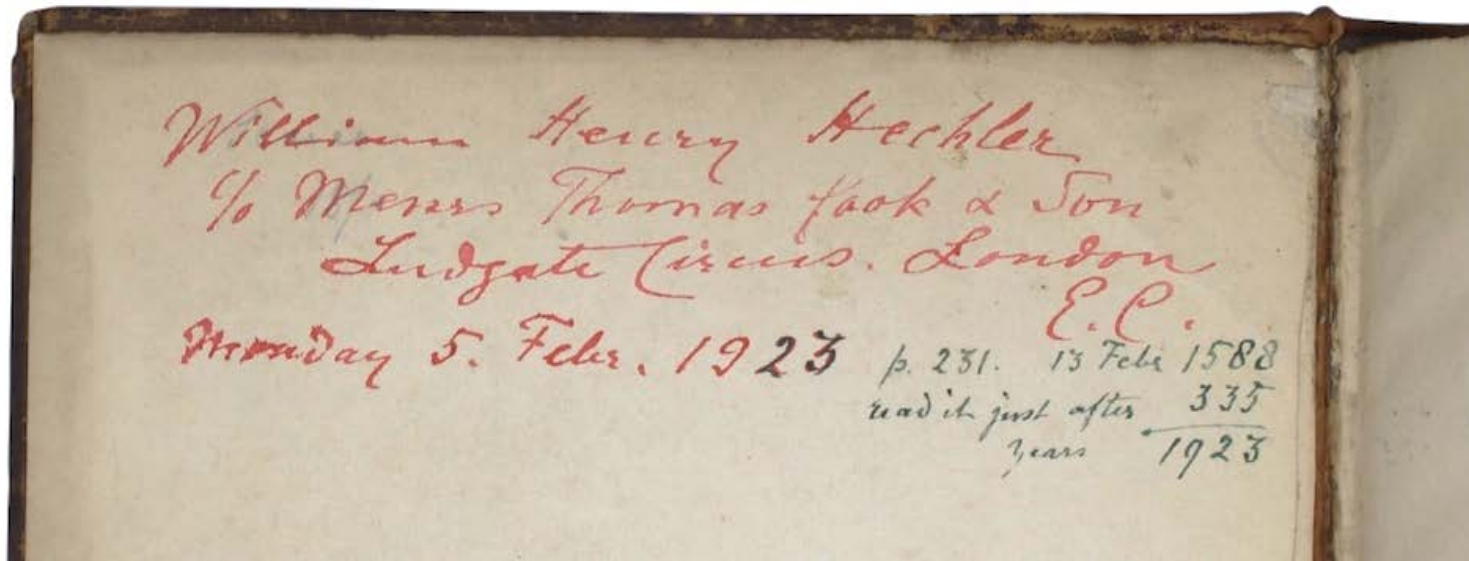 William Henry Hechler
c/o Messrs Thomas Cook & Son
Ludgate Circus. London
E. C.
Monday 5. Febr. 1923
p. 231. 13 Febr 1588
read it just after 335
years 1923